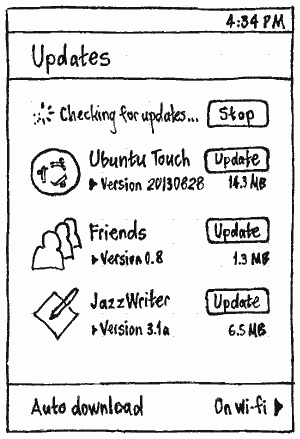 4:34 PM
Updates
Checking for updates... Stop
Ubuntu Touch Update
Version 20130828 14.3 MB
Friends Update
Version 0.8 1.3 MB
JazzWriter Update
Version 3.1a 6.5 MB
Auto download On wi-fi